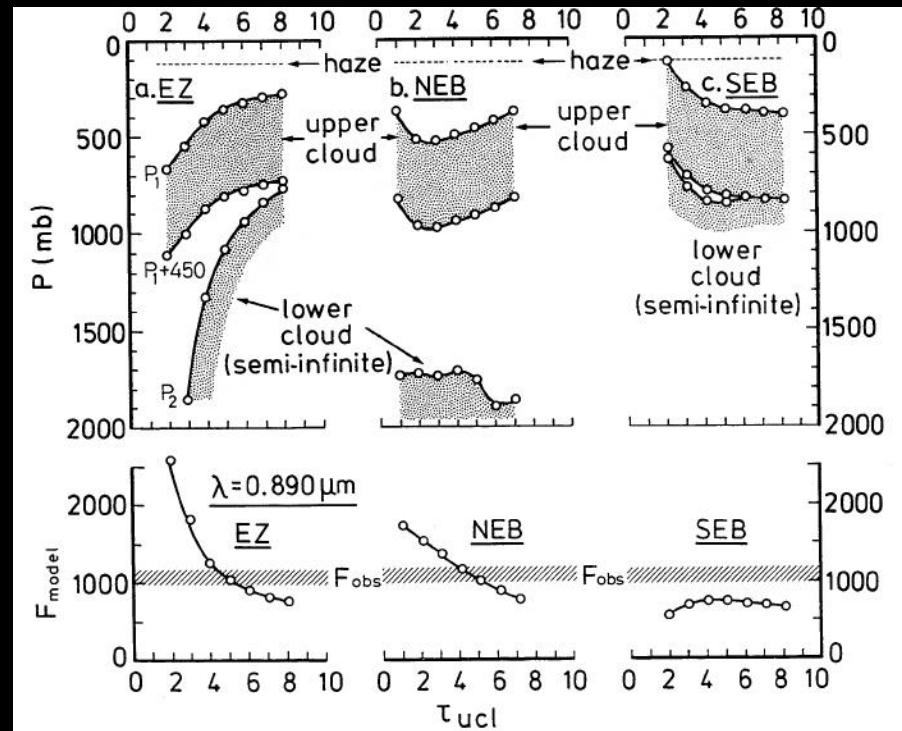 0 2 4 6 8 10 0 2 4 6 8 10 0 2 4 6 8 10
0 haze haze 0
a. EZ b. NEB c. SEB
500 upper cloud upper cloud 500
P₁
1000 1000
P₁+450
lower cloud (semi-infinite)
lower cloud (semi-infinite)
1500 1500
P₂
2000 2000
P (mb)
λ=0.890 μm
2000 2000
EZ NEB SEB
1000 Fobs Fobs 1000
0 0
Fmodel
0 2 4 6 8 10 0 2 4 6 8 10 0 2 4 6 8 10
τucl